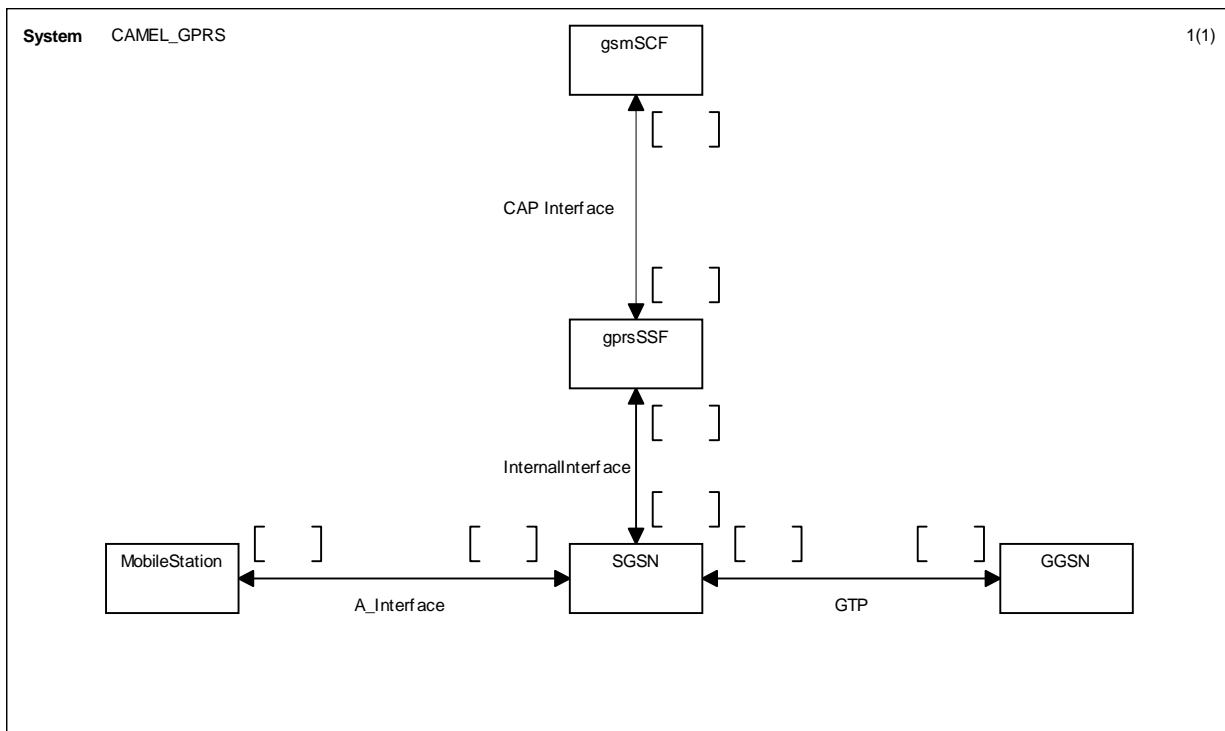 System CAMEL_GPRS 1(1)
gsmSCF
[ ]
CAP Interface
[ ]
gprsSSF
[ ]
InternalInterface
[ ]
[ ] [ ] [ ] [ ]
MobileStation SGSN GGSN
A_Interface GTP